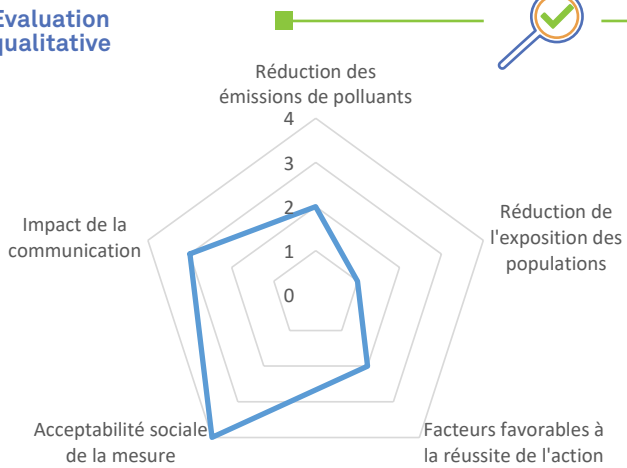 Evaluation
qualitative
Réduction des
émissions de polluants
4
3
2
1
0
Réduction de
l'exposition des
populations
Facteurs favorables à
la réussite de l'action
Acceptabilité sociale
de la mesure
Impact de la
communication